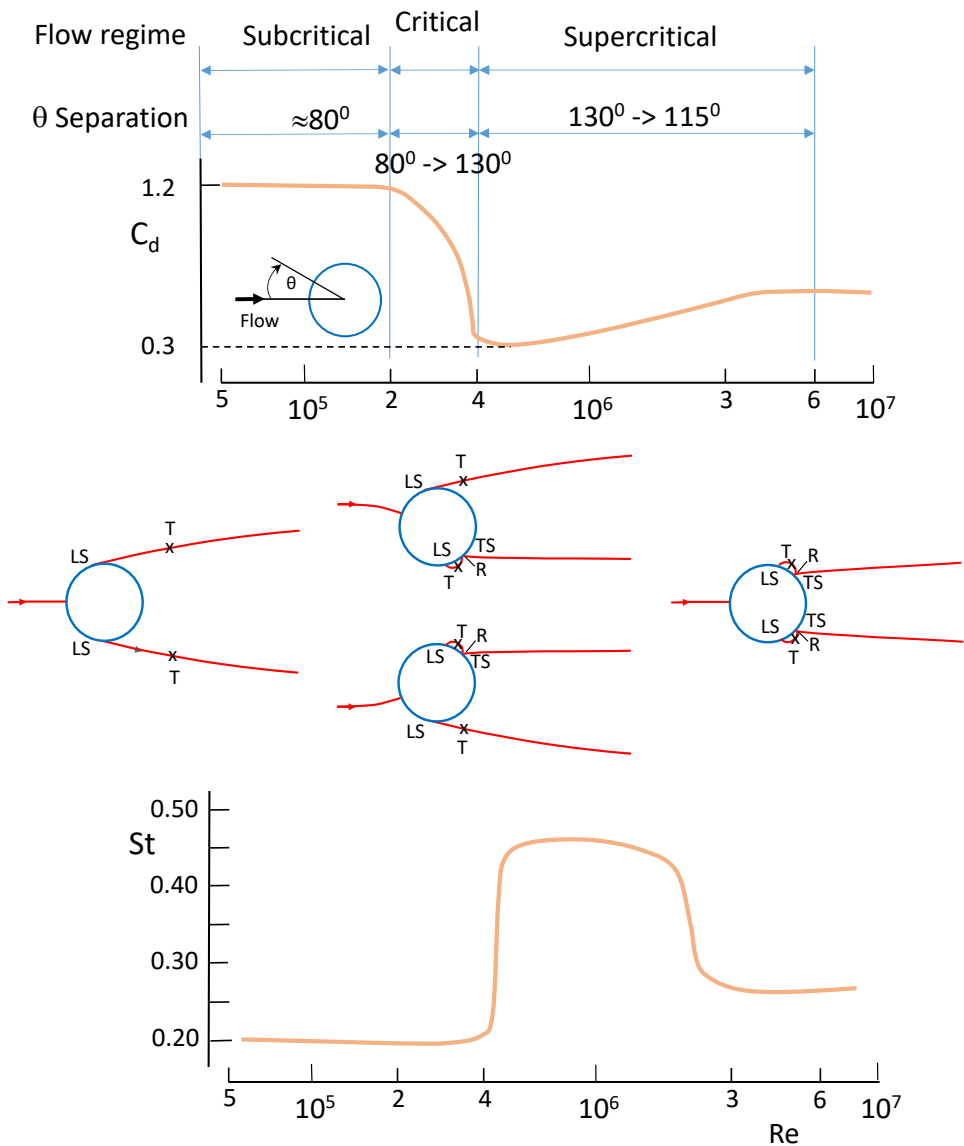 Flow regime Subcritical Critical Supercritical
θ Separation ≈80⁰ 130⁰ -> 115⁰
80⁰ -> 130⁰
1.2
C_d
θ
Flow
0.3
5 10⁵ 2 4 10⁶ 3 6 10⁷
T
LS TS
LS R
T
T
LS
LS
T
T R
LS TS
TS
LS R
T
T R
LS TS
LS
T
0.50
St
0.40
0.30
0.20
5 10⁵ 2 4 10⁶ 3 6 10⁷
Re